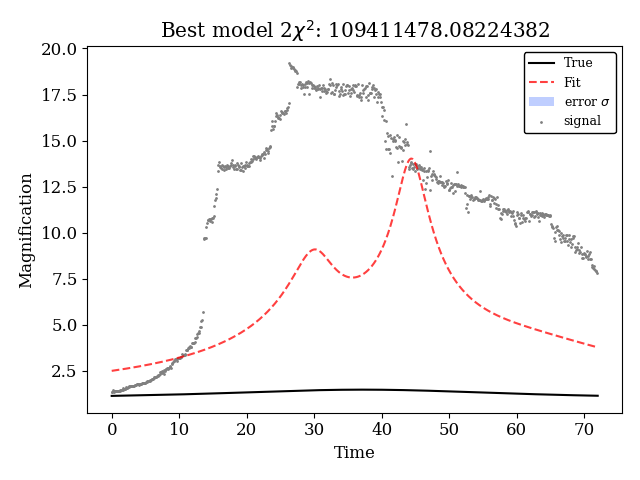 Best model 2χ²: 109411478.08224382
20.0
17.5
15.0
12.5
10.0
7.5
5.0
2.5
Magnification
True
Fit
error σ
signal
0 10 20 30 40 50 60 70
Time